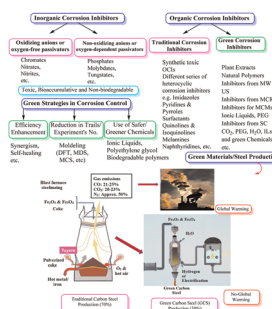 Inorganic Corrosion Inhibitors
Organic Corrosion Inhibitors
Oxidizing anions or
oxygen-free passivators
Non-oxidizing anions or
oxygen-dependent passivators
Traditional Corrosion
Inhibitors
Green Corrosion
Inhibitors
Chromates
Nitrates,
Nitrites,
etc.
Phosphates
Molybdates,
Tungstates,
etc.
Toxic, Bioaccumulative and Non-biodegradable
Synthetic toxic
OCIs
Different series of
heterocyclic
corrosion inhibitors
e.g. Imidazoles
Pyridines &
Pyrroles
Surfactants
Quinolines &
Isoquinolines
Melamines
Naphthyridines, etc.
Plant Extracts
Natural Polymers
Inhibitors from MW
US
Inhibitors from MCR
Inhibitors for MCMs
Ionic Liquids, PEG
Inhibitors from SC
CO₂, PEG, H₂O, ILs
and green Chemicals
etc.
Green Strategies in Corrosion Control
Efficiency
Enhancement
Reduction in Trails/
Experiment's No.
Use of Safer/
Greener Chemicals
Synergism,
Self-healing
etc.
Moldeling
(DFT, MDS,
MCS, etc)
Ionic Liquids,
Polyethylene glycol
Biodegradable polymers
Green Materials/Steel Productio
Gas emissions
CO: 21-23%
CO₂: 20-23%
N₂: Approx. 50%
Blast furnace
Fe₂O₃ & Fe₃O₄
Coke
Global Warming
Fe₂O₃ & Fe₃O₄
H₂O
Tuyere
Pulverized
coke
Hot metal/
iron
O₂ &
hot air
Hydrogen
or
Electrification
Green Carbon
Steel
No-Global
Warming
Traditional Carbon Steel
Production (70%)
Green Carbon Steel (GCS)